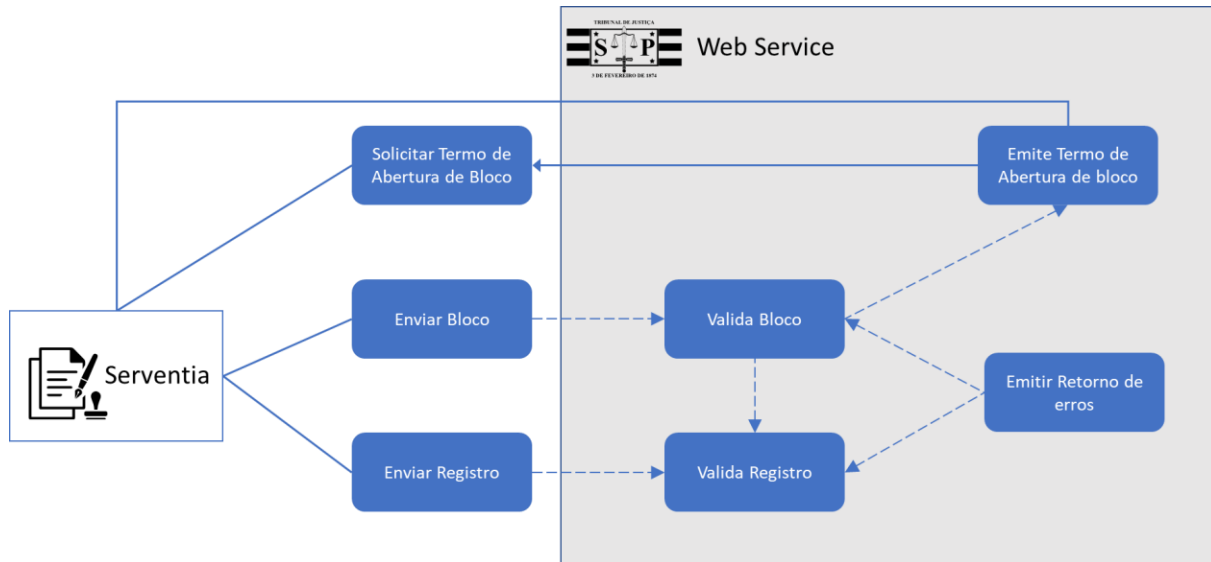 TRIBUNAL DE JUSTIÇA
S P
3 DE FEVEREIRO DE 1874
Web Service
Solicitar Termo de
Abertura de Bloco
Emite Termo de
Abertura de bloco
Enviar Bloco
Valida Bloco
Serventia
Emitir Retorno de
erros
Enviar Registro
Valida Registro